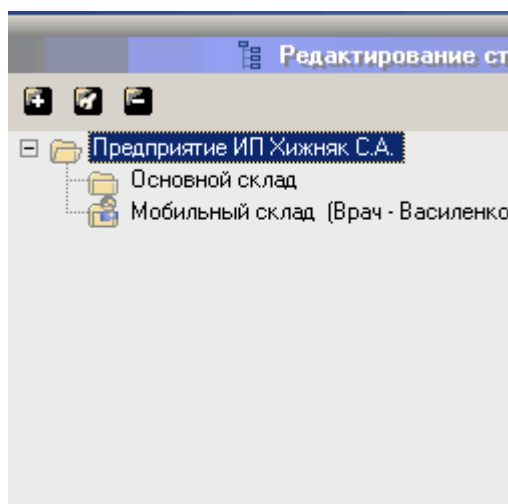 Редактирование ст
Предприятие ИП Хижняк С.А.
Основной склад
Мобильный склад (Врач - Василенко